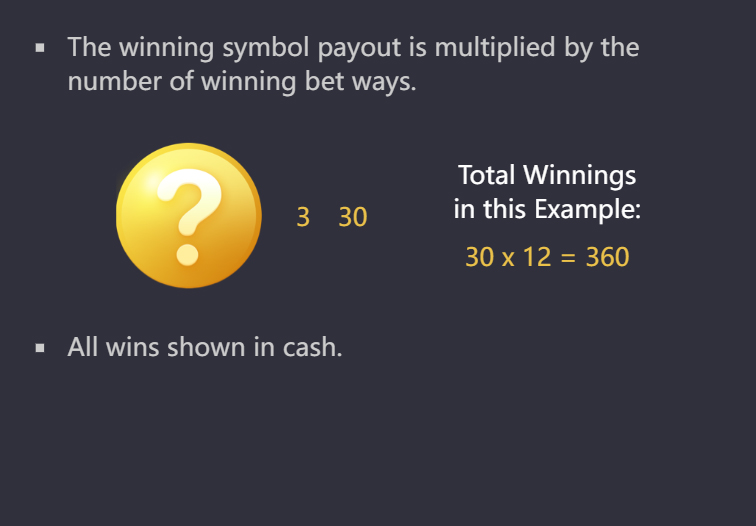 ▪ The winning symbol payout is multiplied by the
number of winning bet ways.
?
3 30
Total Winnings
in this Example:
30 x 12 = 360
▪ All wins shown in cash.